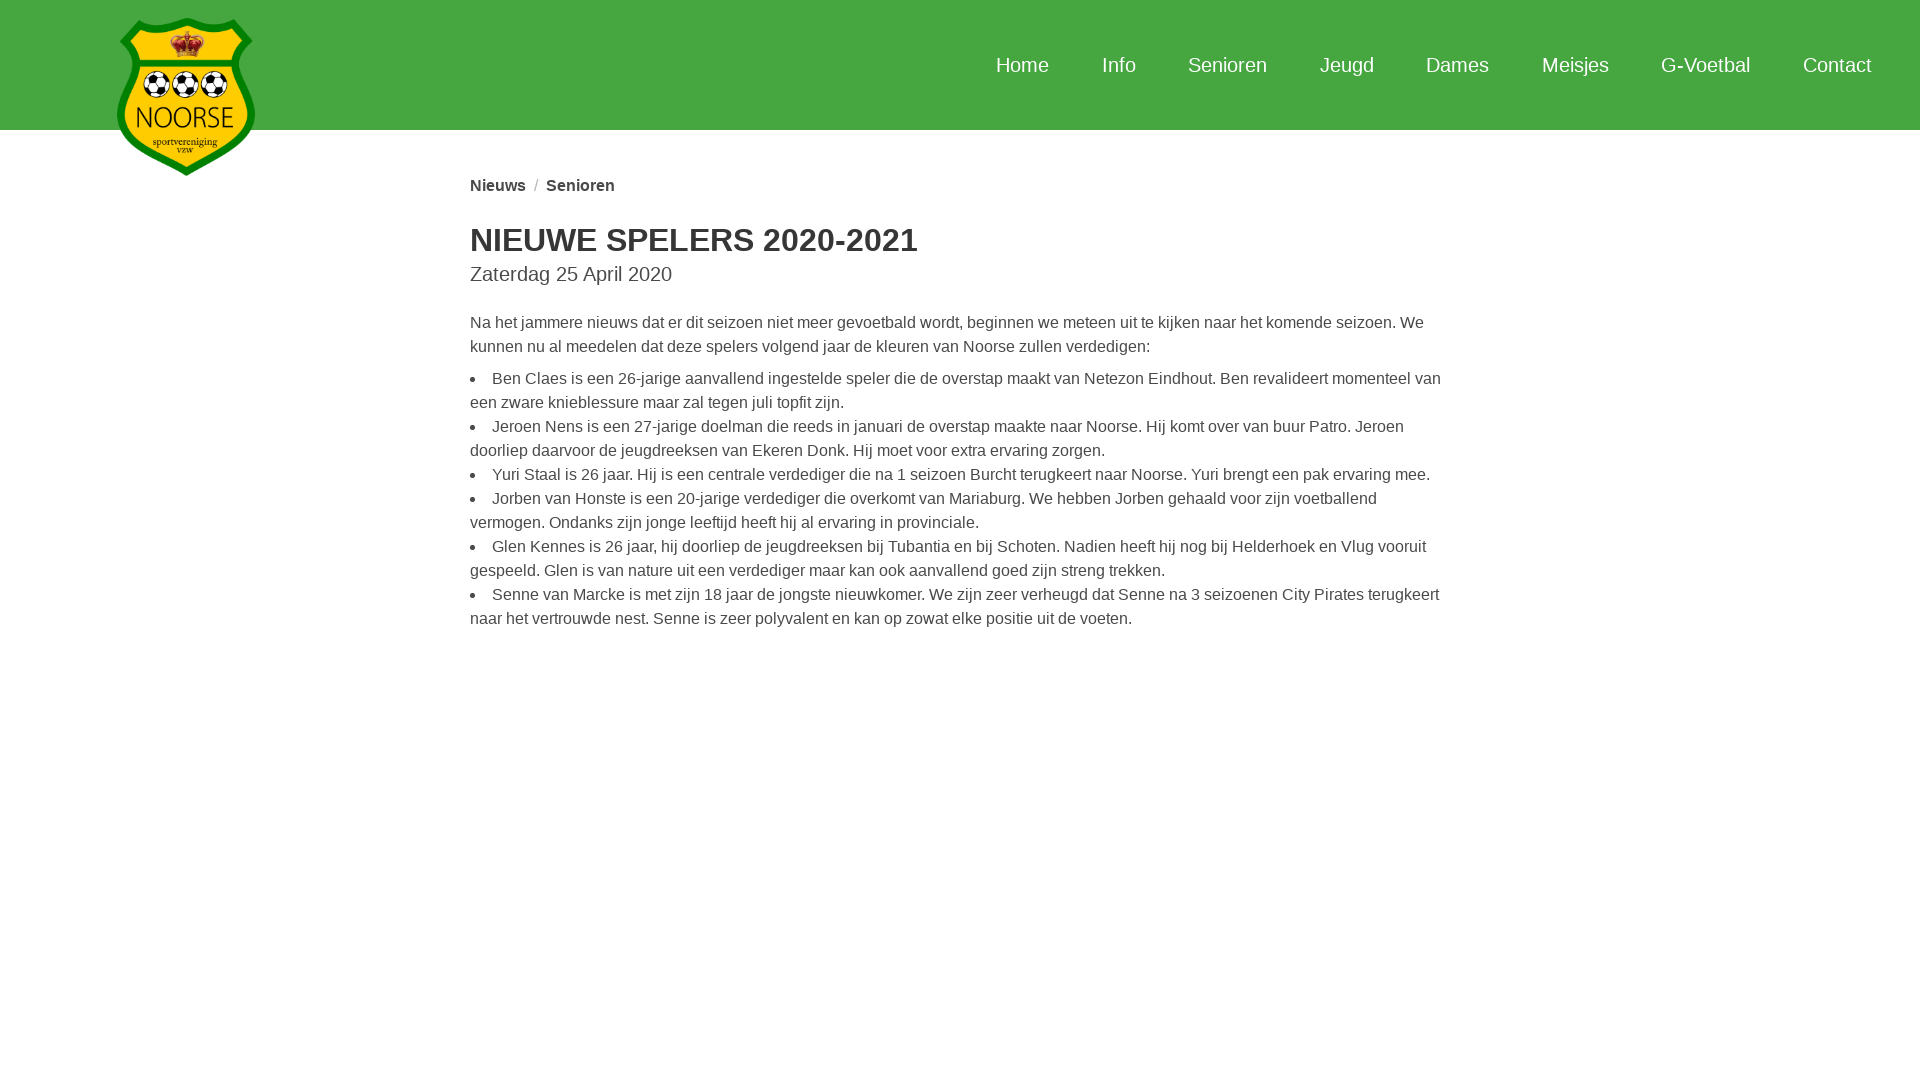 NOORSE
sportvereniging
vzw
Home Info Senioren Jeugd Dames Meisjes G-Voetbal Contact
Nieuws / Senioren
NIEUWE SPELERS 2020-2021
Zaterdag 25 April 2020
Na het jammere nieuws dat er dit seizoen niet meer gevoetbald wordt, beginnen we meteen uit te kijken naar het komende seizoen. We
kunnen nu al meedelen dat deze spelers volgend jaar de kleuren van Noorse zullen verdedigen:
• Ben Claes is een 26-jarige aanvallend ingestelde speler die de overstap maakt van Netezon Eindhout. Ben revalideert momenteel van
een zware knieblessure maar zal tegen juli topfit zijn.
• Jeroen Nens is een 27-jarige doelman die reeds in januari de overstap maakte naar Noorse. Hij komt over van buur Patro. Jeroen
doorliep daarvoor de jeugdreeksen van Ekeren Donk. Hij moet voor extra ervaring zorgen.
• Yuri Staal is 26 jaar. Hij is een centrale verdediger die na 1 seizoen Burcht terugkeert naar Noorse. Yuri brengt een pak ervaring mee.
• Jorben van Honste is een 20-jarige verdediger die overkomt van Mariaburg. We hebben Jorben gehaald voor zijn voetballend
vermogen. Ondanks zijn jonge leeftijd heeft hij al ervaring in provinciale.
• Glen Kennes is 26 jaar, hij doorliep de jeugdreeksen bij Tubantia en bij Schoten. Nadien heeft hij nog bij Helderhoek en Vlug vooruit
gespeeld. Glen is van nature uit een verdediger maar kan ook aanvallend goed zijn streng trekken.
• Senne van Marcke is met zijn 18 jaar de jongste nieuwkomer. We zijn zeer verheugd dat Senne na 3 seizoenen City Pirates terugkeert
naar het vertrouwde nest. Senne is zeer polyvalent en kan op zowat elke positie uit de voeten.